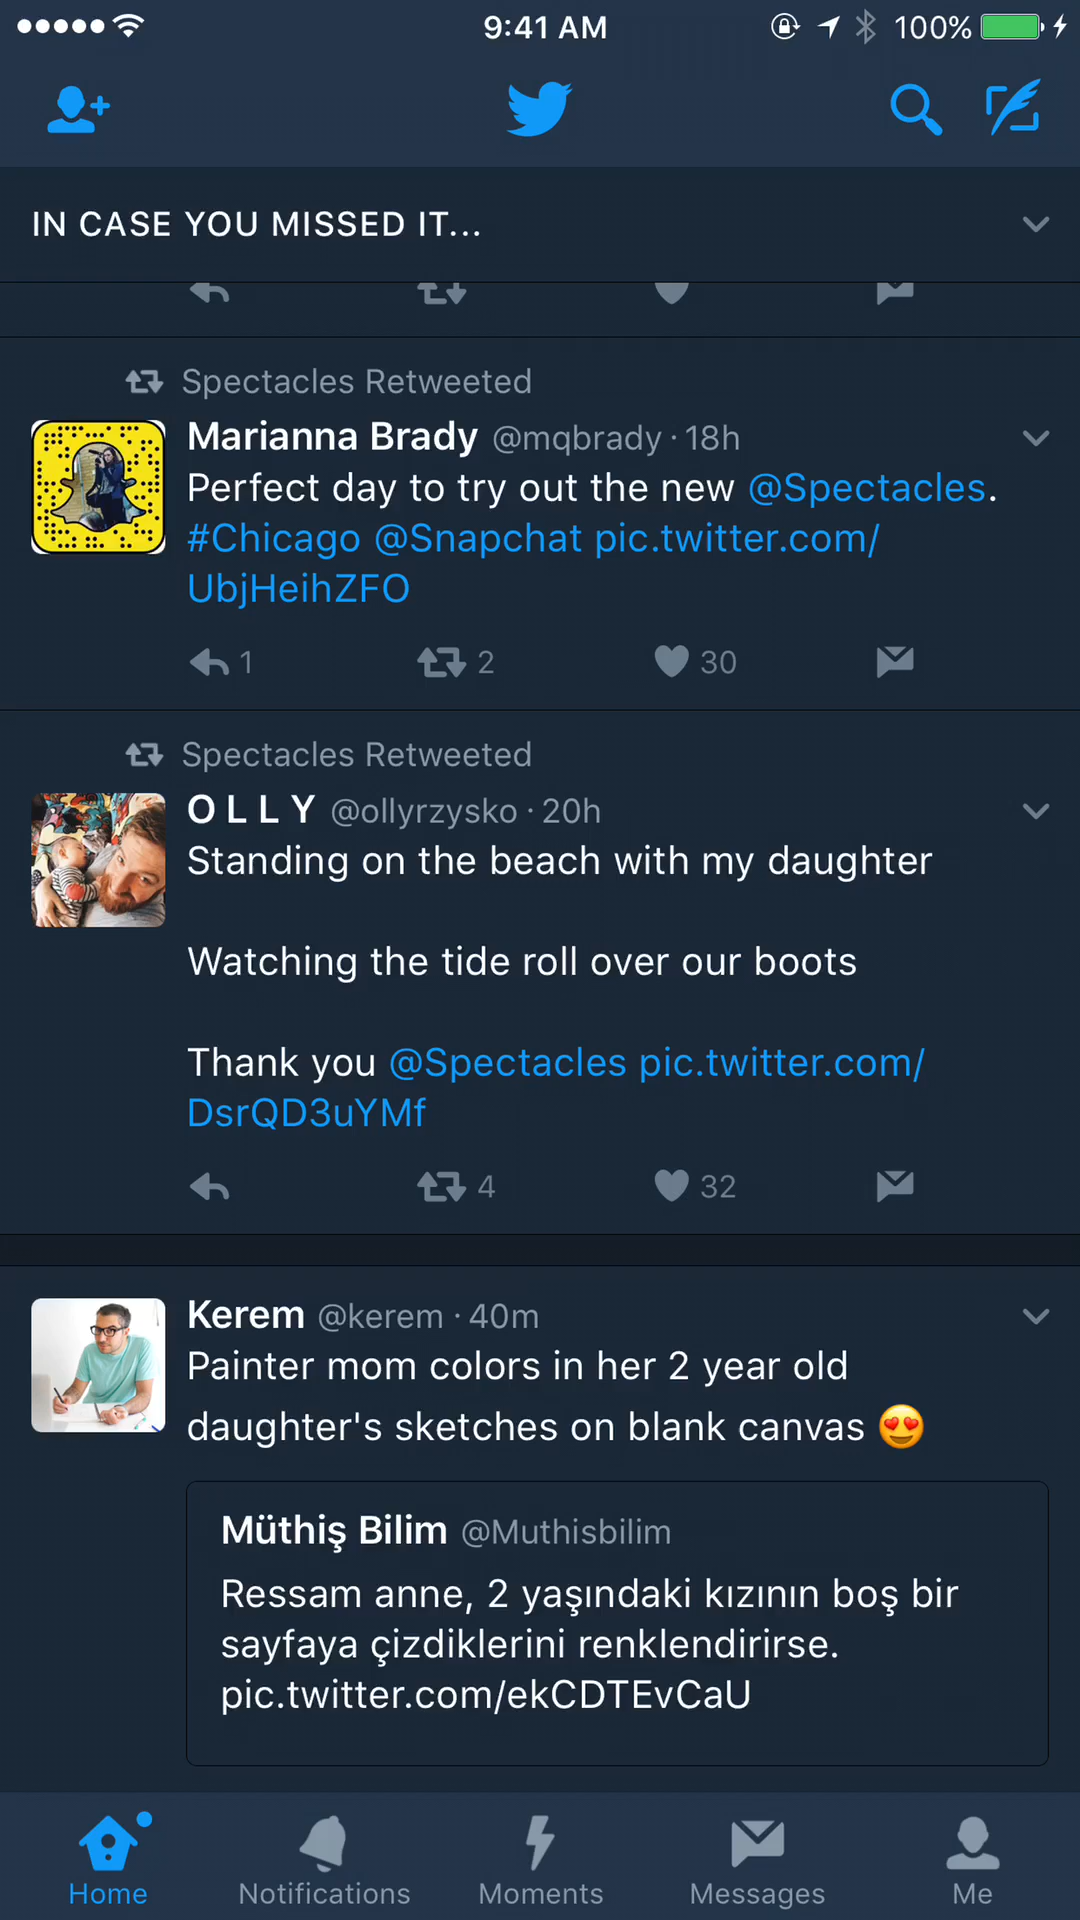 9:41 AM
100%
IN CASE YOU MISSED IT...
Spectacles Retweeted
Marianna Brady @mqbrady · 18h
Perfect day to try out the new @Spectacles.
#Chicago @Snapchat pic.twitter.com/
UbjHeihZFO
1 2 30
Spectacles Retweeted
O L L Y @ollyrzysko · 20h
Standing on the beach with my daughter
Watching the tide roll over our boots
Thank you @Spectacles pic.twitter.com/
DsrQD3uYMf
4 32
Kerem @kerem · 40m
Painter mom colors in her 2 year old
daughter's sketches on blank canvas 😍
Müthiş Bilim @Muthisbilim
Ressam anne, 2 yaşındaki kızının boş bir
sayfaya çizdiklerini renklendirirse.
pic.twitter.com/ekCDTEvCaU
Home Notifications Moments Messages Me